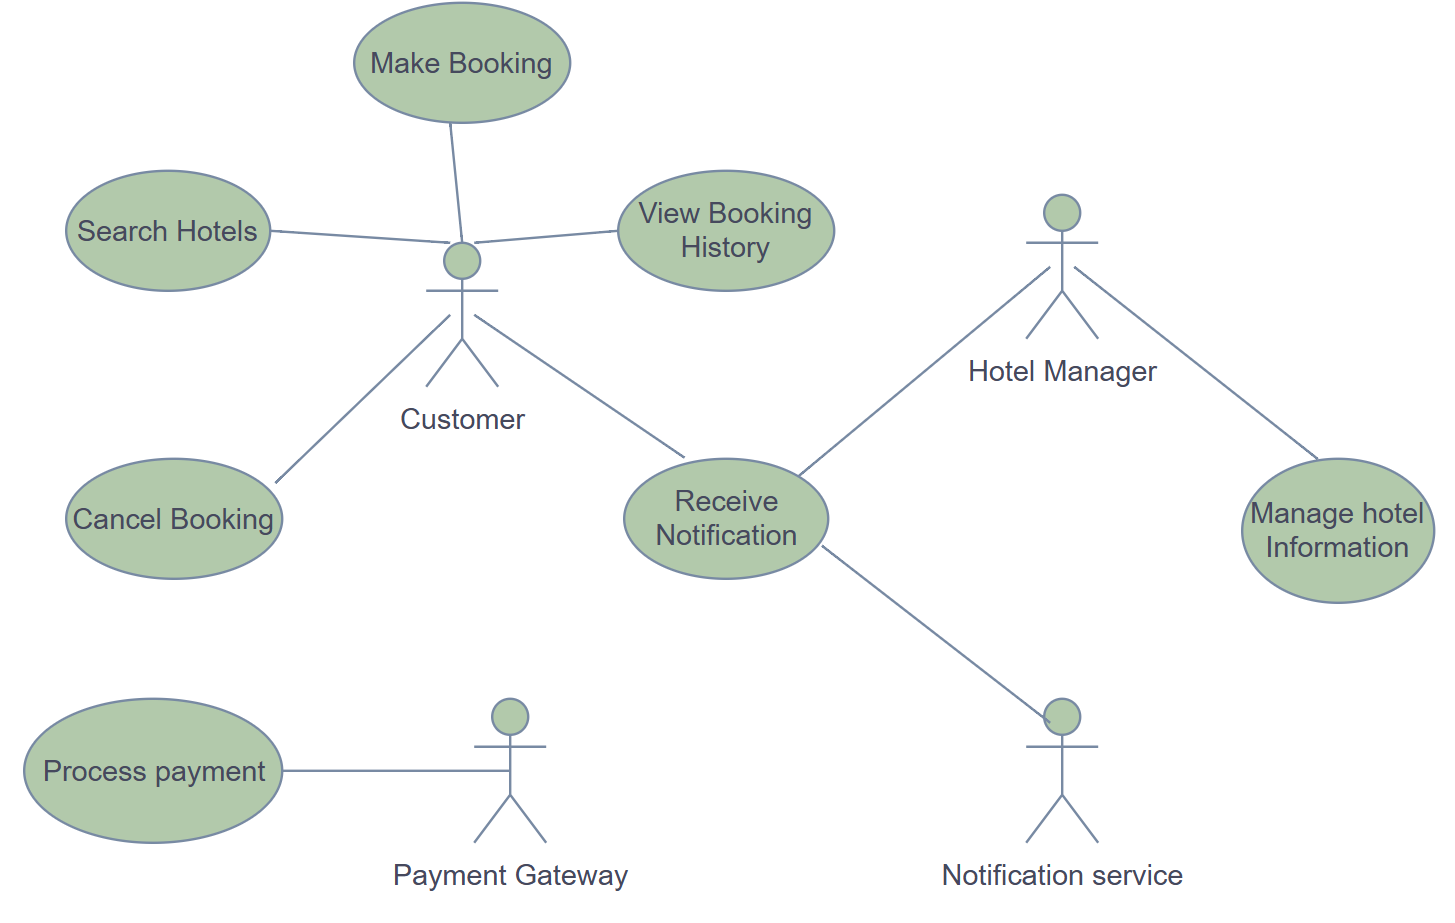 Make Booking
Search Hotels
View Booking
History
Hotel Manager
Customer
Cancel Booking
Receive
Notification
Manage hotel
Information
Process payment
Payment Gateway
Notification service